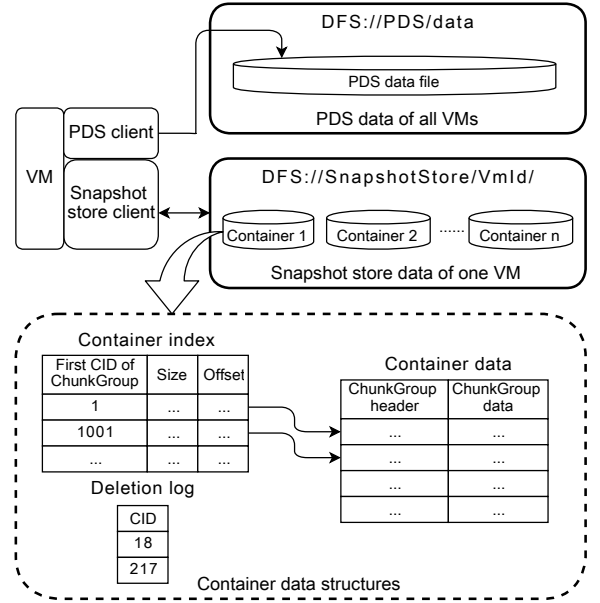 DFS://PDS/data
PDS data file
PDS data of all VMs
VM
PDS client
Snapshot
store client
DFS://SnapshotStore/VmId/
Container 1
Container 2
......
Container n
Snapshot store data of one VM
Container index
First CID of
ChunkGroup
Size
Offset
1
...
...
1001
...
...
...
...
...
Container data
ChunkGroup
header
ChunkGroup
data
...
...
...
...
...
...
...
...
Deletion log
CID
18
217
Container data structures